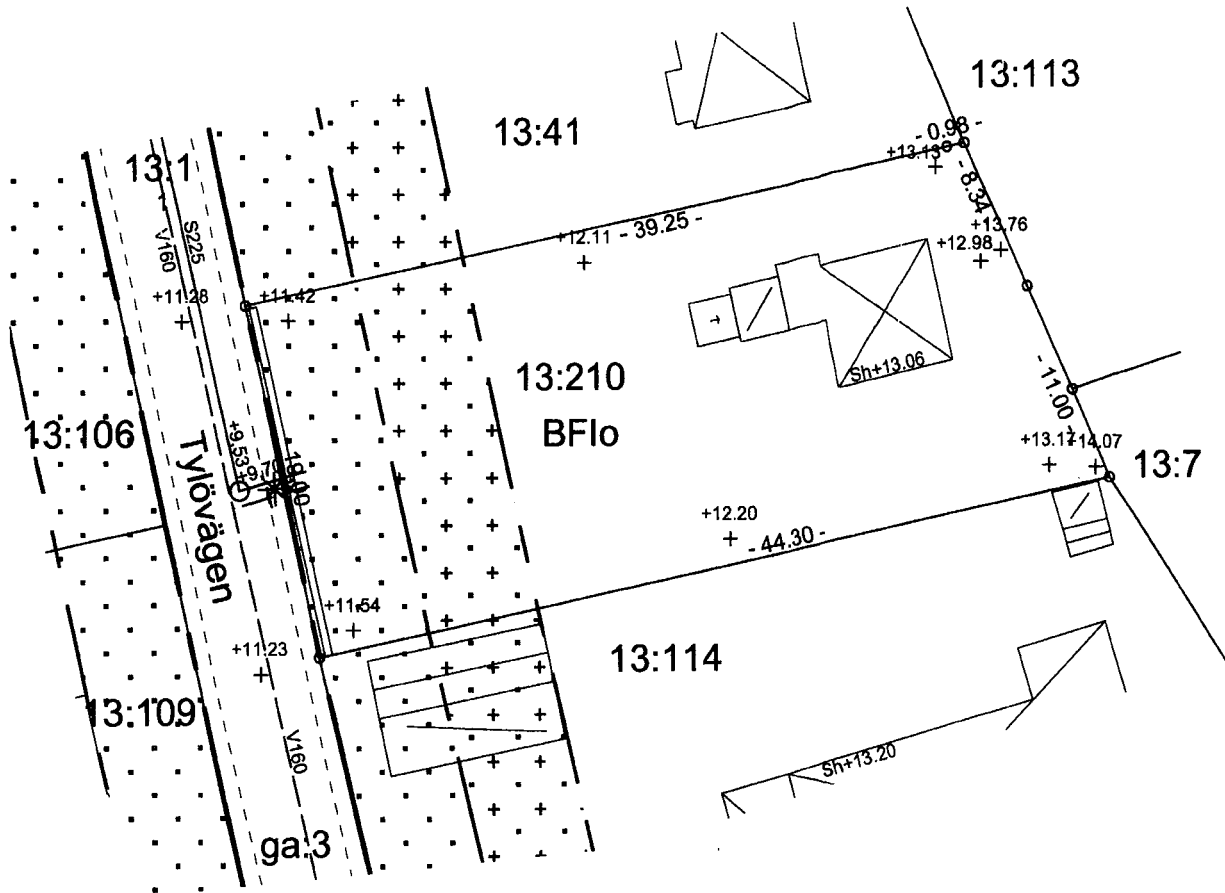 13:113
13:41
- 0.98 -
+13.13
13:1
- 8.34 -
S225
V160
- 39.25 -
+12.11
+13.76
+12.98
+11.28
+11.42
13:210
Sh+13.06
BFlo
13:106
- 11.00 -
Tylövägen
+9.53
19.00
+13.17
+14.07
13:7
+12.20
- 44.30 -
+11.54
+11.23
13:114
13:109
V160
Sh+13.20
ga:3